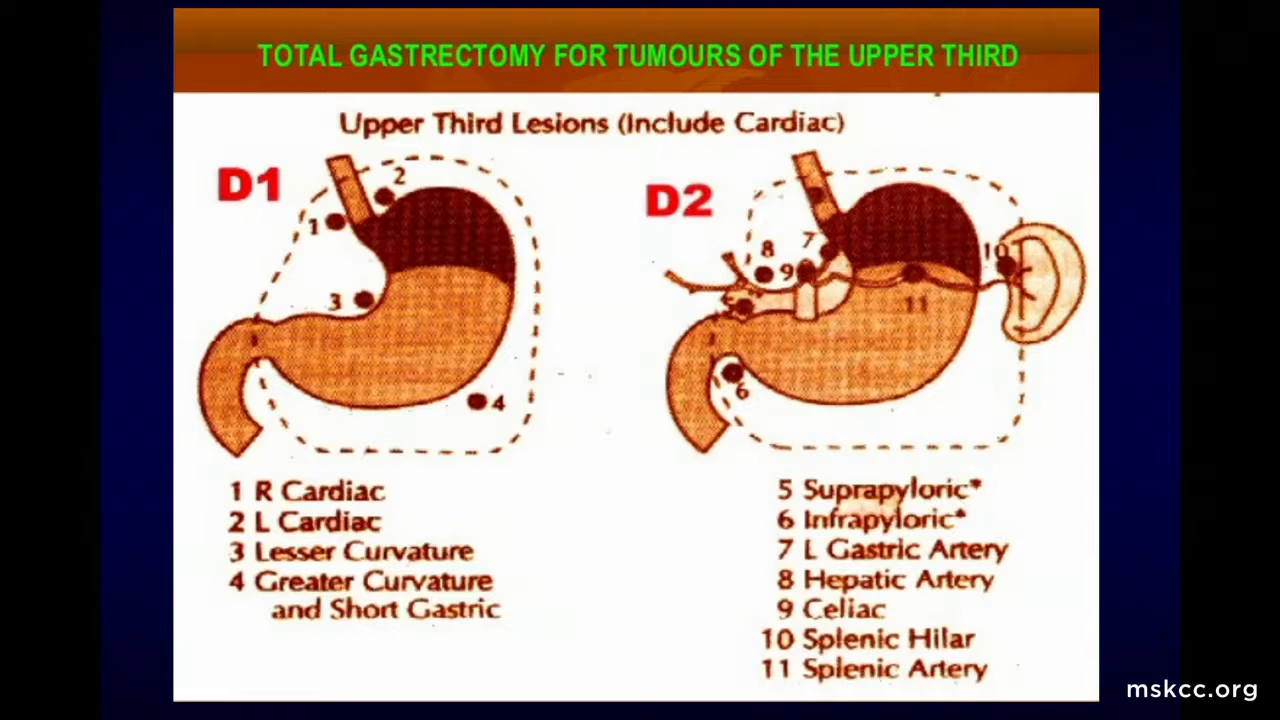 TOTAL GASTRECTOMY FOR TUMOURS OF THE UPPER THIRD
Upper Third Lesions (Include Cardiac)
D1
2
1
3
4
1 R Cardiac
2 L Cardiac
3 Lesser Curvature
4 Greater Curvature
and Short Gastric
D2
8
7
9
10
5
11
6
5 Suprapyloric*
6 Infrapyloric*
7 L Gastric Artery
8 Hepatic Artery
9 Celiac
10 Splenic Hilar
11 Splenic Artery
mskcc.org